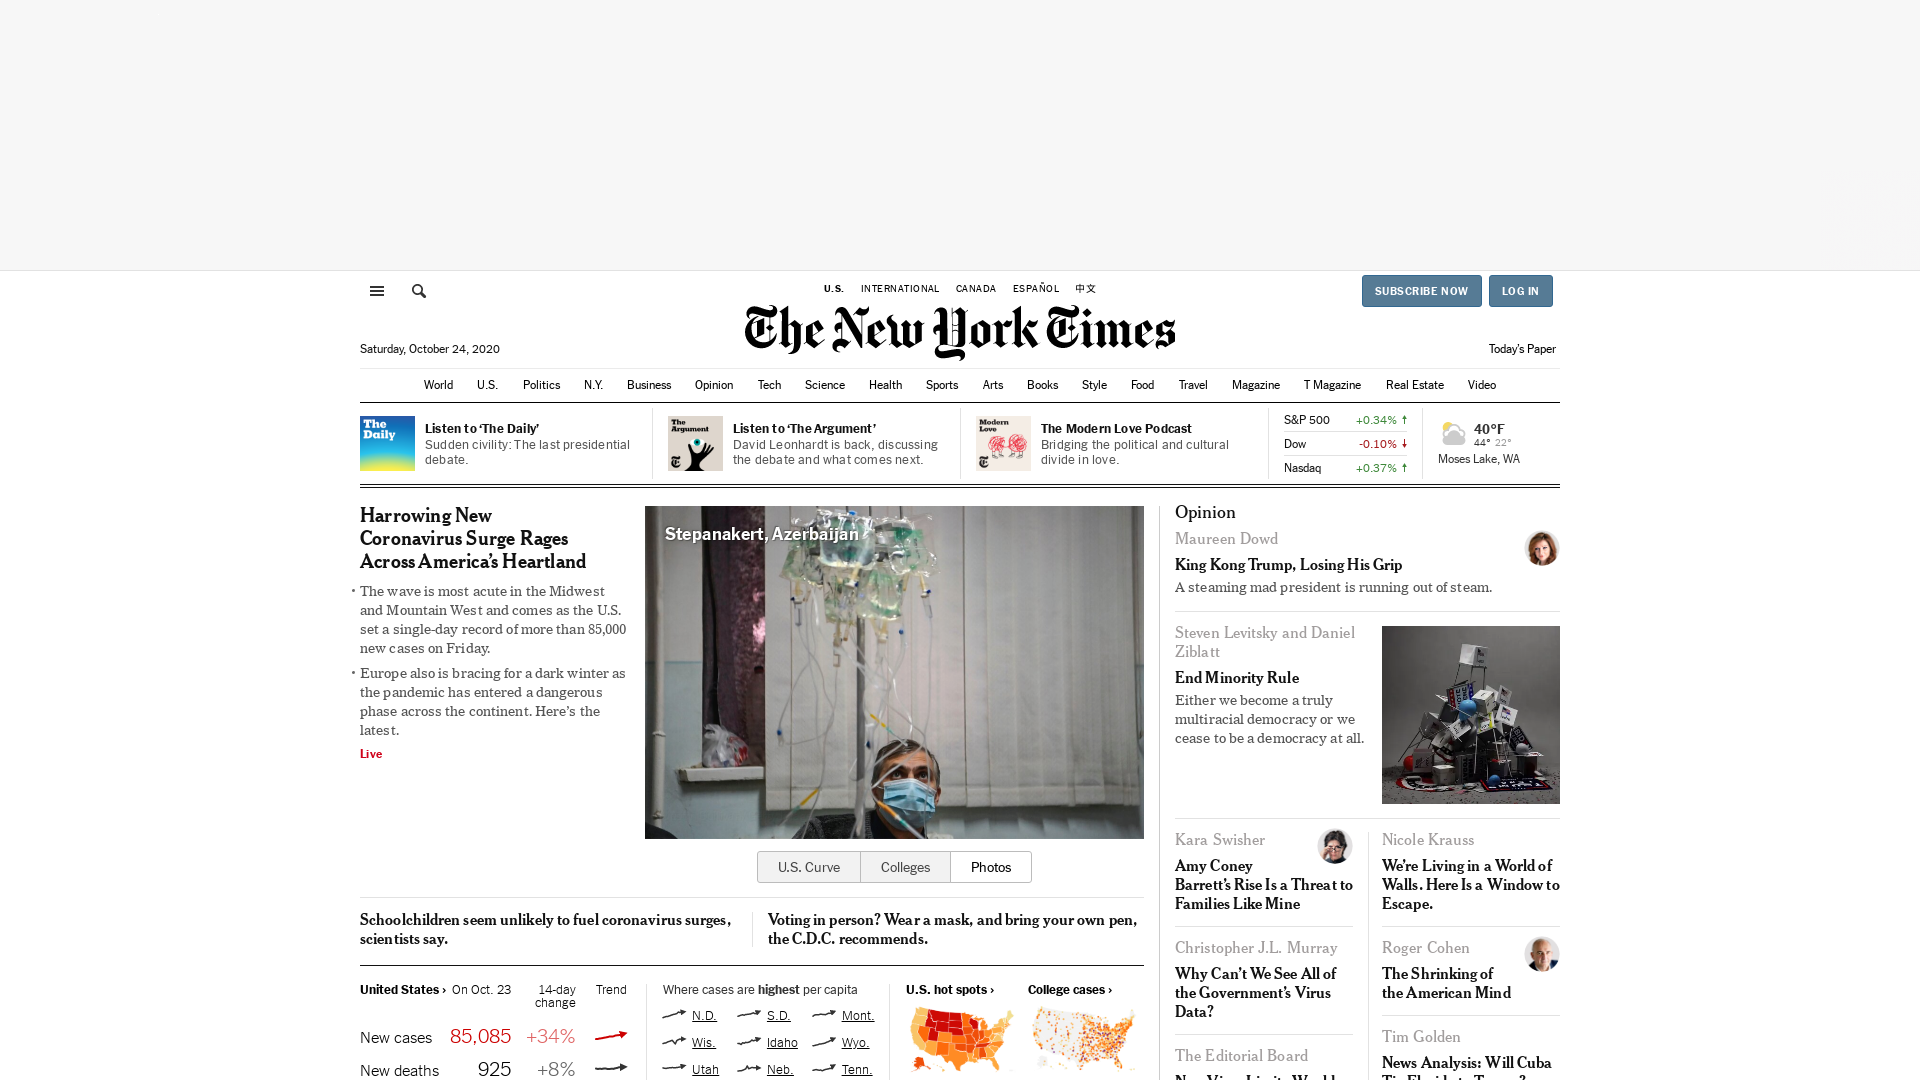 U.S. INTERNATIONAL CANADA ESPAÑOL 中文
SUBSCRIBE NOW LOG IN
The New York Times
Saturday, October 24, 2020
Today's Paper
World U.S. Politics N.Y. Business Opinion Tech Science Health Sports Arts Books Style Food Travel Magazine T Magazine Real Estate Video
The Daily
Listen to ‘The Daily’
Sudden civility: The last presidential
debate.
The Argument
Listen to ‘The Argument’
David Leonhardt is back, discussing
the debate and what comes next.
Modern Love
The Modern Love Podcast
Bridging the political and cultural
divide in love.
S&P 500 +0.34%
Dow -0.10%
Nasdaq +0.37%
40°F
44° 22°
Moses Lake, WA
Harrowing New
Coronavirus Surge Rages
Across America’s Heartland
• The wave is most acute in the Midwest
and Mountain West and comes as the U.S.
set a single-day record of more than 85,000
new cases on Friday.
• Europe also is bracing for a dark winter as
the pandemic has entered a dangerous
phase across the continent. Here’s the
latest.
Live
Stepanakert, Azerbaijan
U.S. Curve Colleges Photos
Schoolchildren seem unlikely to fuel coronavirus surges,
scientists say.
Voting in person? Wear a mask, and bring your own pen,
the C.D.C. recommends.
United States › On Oct. 23 14-day change Trend
New cases 85,085 +34%
New deaths 925 +8%
Where cases are highest per capita
N.D. S.D. Mont.
Wis. Idaho Wyo.
Utah Neb. Tenn.
U.S. hot spots › College cases ›
Opinion
Maureen Dowd
King Kong Trump, Losing His Grip
A steaming mad president is running out of steam.
Steven Levitsky and Daniel
Ziblatt
End Minority Rule
Either we become a truly
multiracial democracy or we
cease to be a democracy at all.
Kara Swisher
Amy Coney
Barrett’s Rise Is a Threat to
Families Like Mine
Nicole Krauss
We’re Living in a World of
Walls. Here Is a Window to
Escape.
Christopher J.L. Murray
Why Can’t We See All of
the Government’s Virus
Data?
Roger Cohen
The Shrinking of
the American Mind
The Editorial Board
Tim Golden
News Analysis: Will Cuba